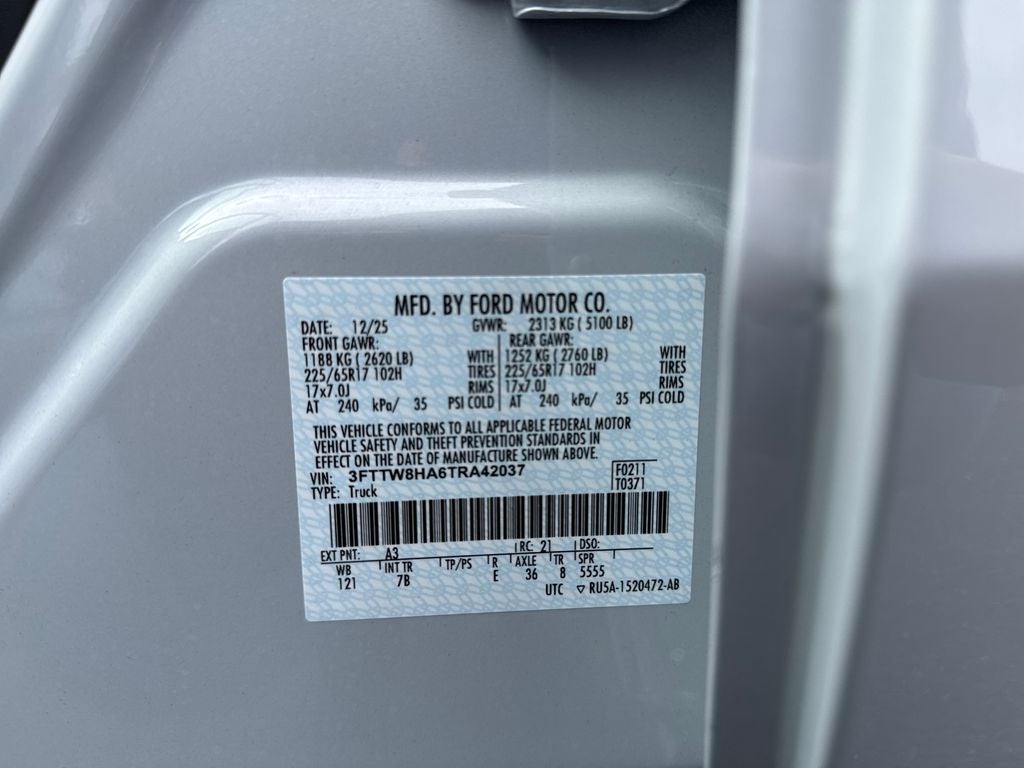 MFD. BY FORD MOTOR CO.
DATE: 12/25 GVWR: 2313 KG ( 5100 LB)
FRONT GAWR: REAR GAWR:
1188 KG ( 2620 LB) WITH 1252 KG ( 2760 LB) WITH
225/65R17 102H TIRES 225/65R17 102H TIRES
17x7.0J RIMS 17x7.0J RIMS
AT 240 kPa/ 35 PSI COLD AT 240 kPa/ 35 PSI COLD
THIS VEHICLE CONFORMS TO ALL APPLICABLE FEDERAL MOTOR
VEHICLE SAFETY AND THEFT PREVENTION STANDARDS IN
EFFECT ON THE DATE OF MANUFACTURE SHOWN ABOVE.
VIN: 3FTTW8HA6TRA42037 F0211
TYPE: Truck T0371
EXT PNT: A3 RC: 21 DSO:
WB INT TR TP/PS R AXLE TR SPR
121 7B E 36 8 5555
UTC ▽ RU5A-1520472-AB